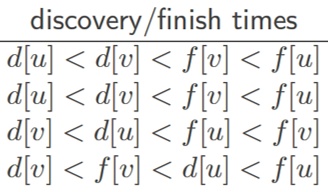 discovery/finish times
d[u] < d[v] < f[v] < f[u]
d[u] < d[v] < f[v] < f[u]
d[v] < d[u] < f[u] < f[v]
d[v] < f[v] < d[u] < f[u]